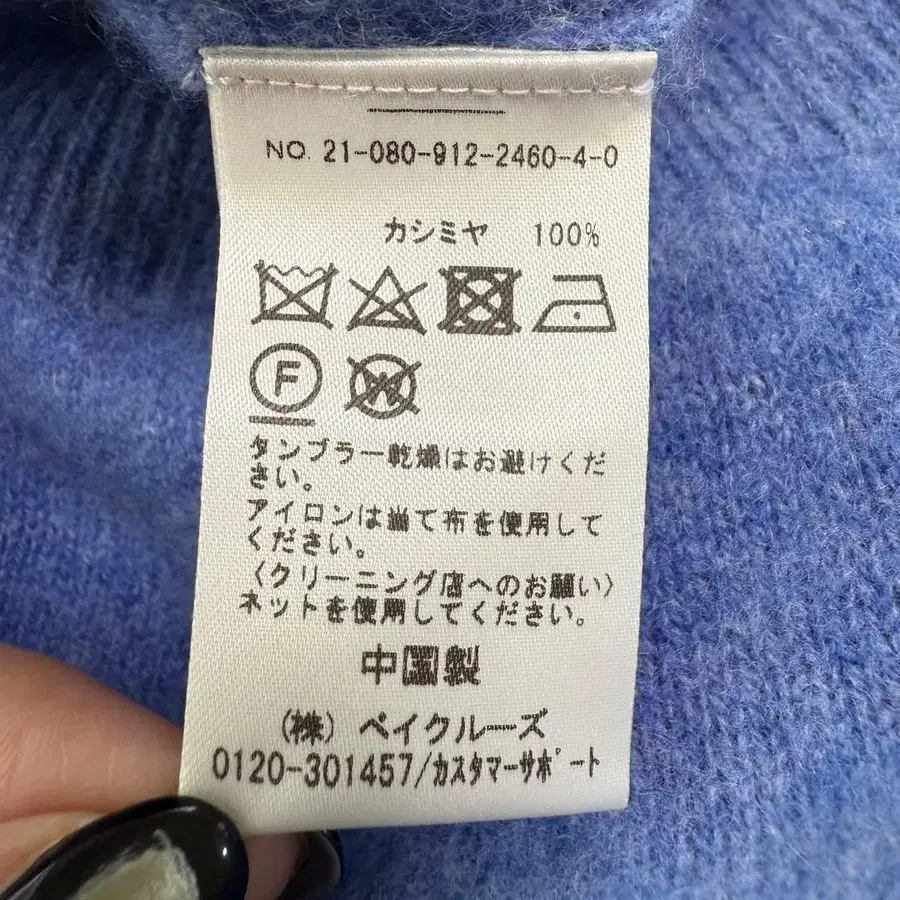 NO. 21-080-912-2460-4-0
カシミヤ 100%
F
W
タンブラー乾燥はお避けくだ
さい。
アイロンは当て布を使用して
ください。
〈クリーニング店へのお願い〉
ネットを使用してください。
中国製
(株) ベイクルーズ
0120-301457/カスタマーサポート